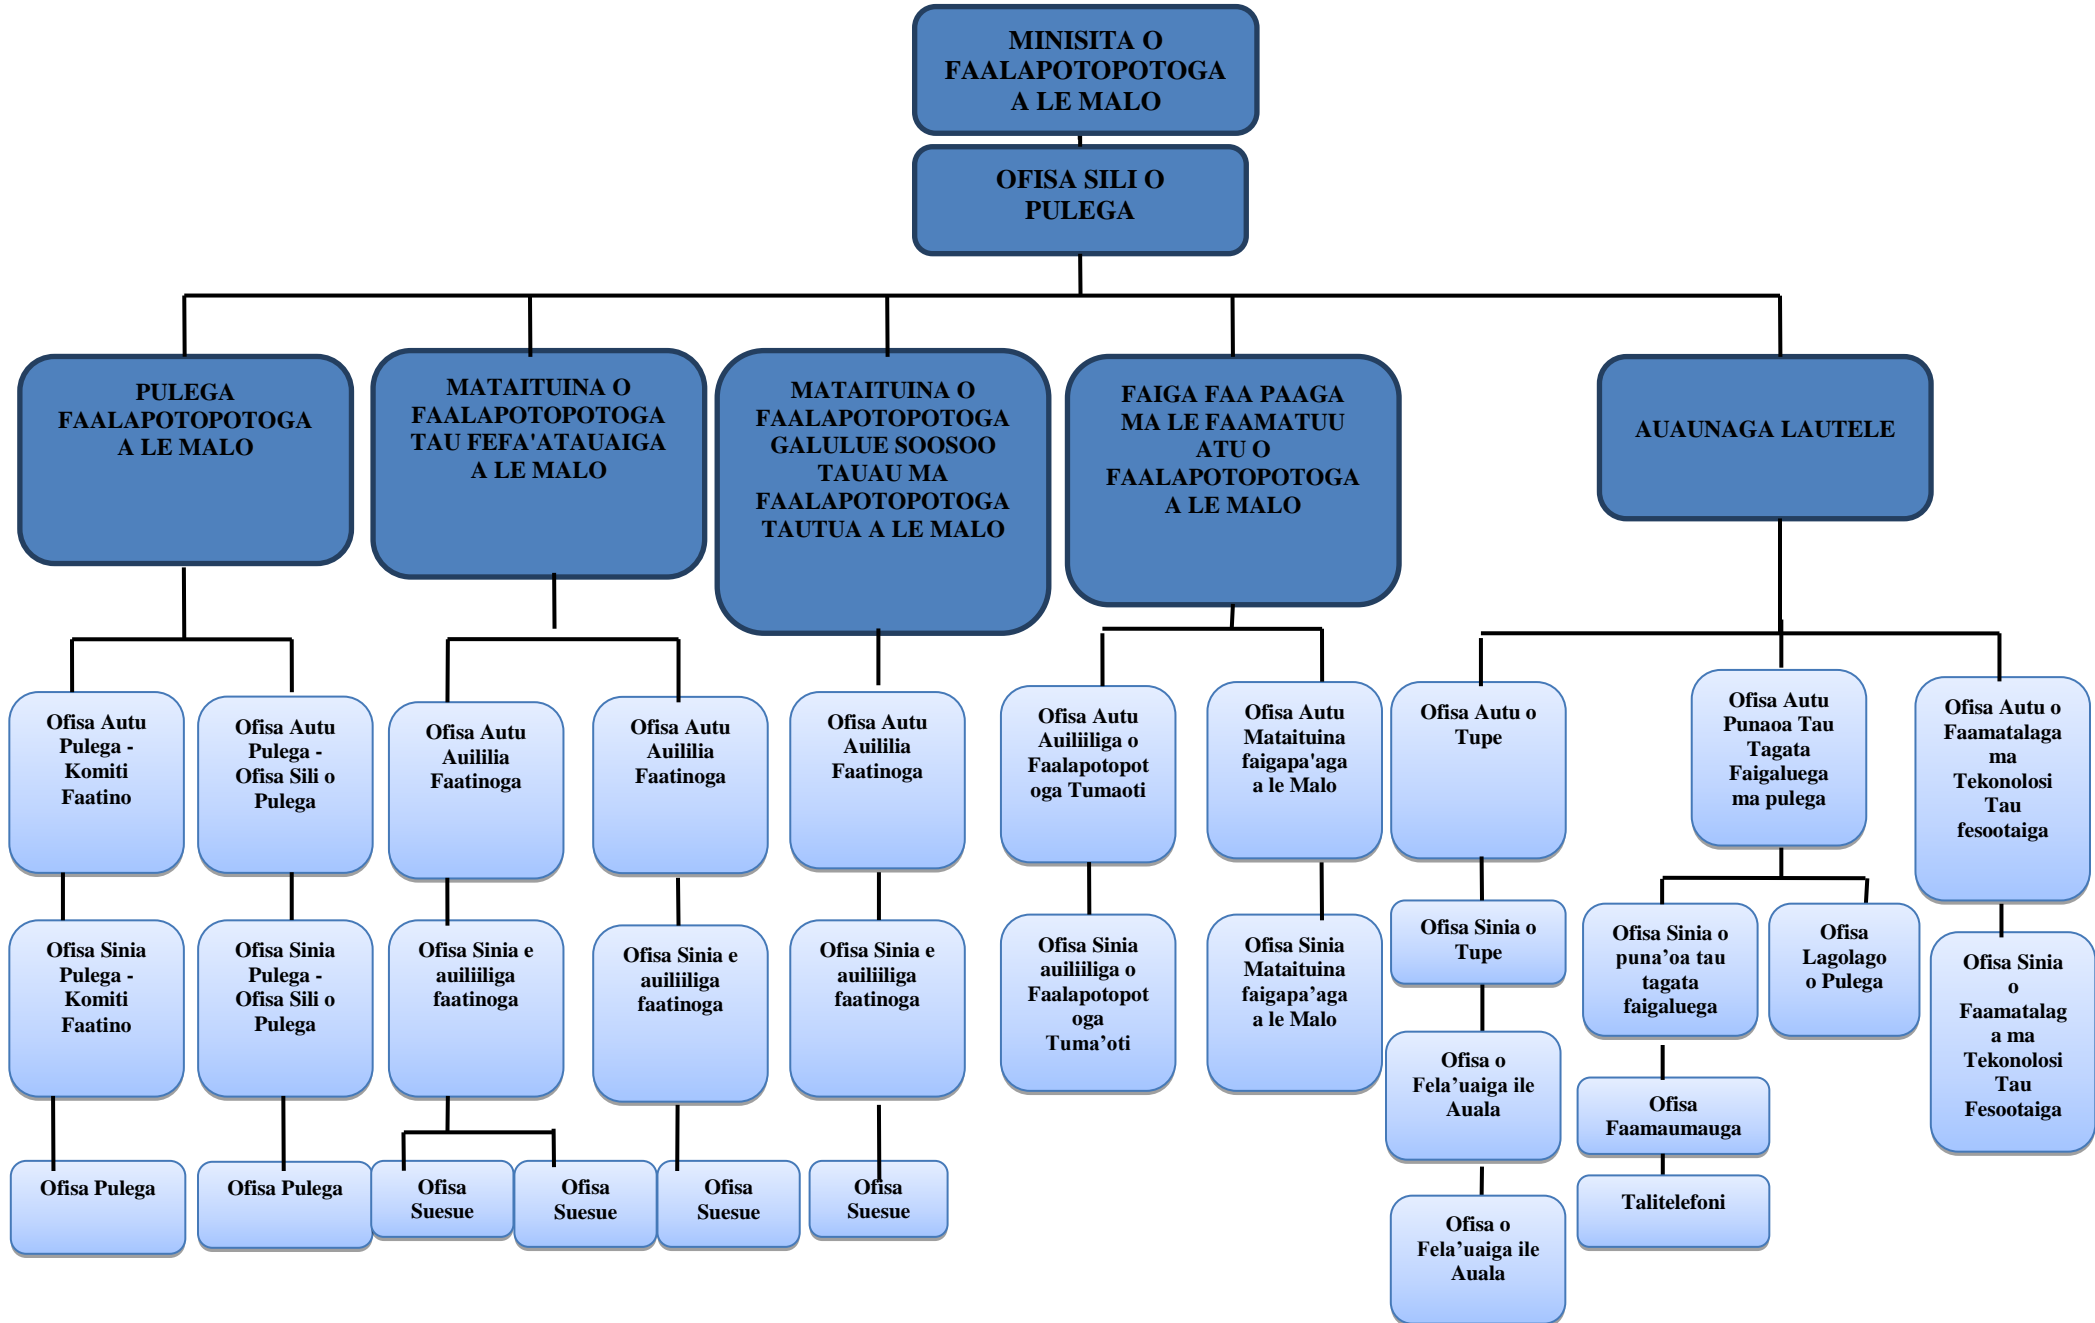 MINISITA O
FAALAPOTOPOTOGA
A LE MALO
OFISA SILI O
PULEGA
PULEGA
FAALAPOTOPOTOGA
A LE MALO
MATAITUINA O
FAALAPOTOPOTOGA
TAU FEFA'ATAUAIGA
A LE MALO
MATAITUINA O
FAALAPOTOPOTOGA
GALULUE SOOSOO
TAUAU MA
FAALAPOTOPOTOGA
TAUTUA A LE MALO
FAIGA FAA PAAGA
MA LE FAAMATUU
ATU O
FAALAPOTOPOTOGA
A LE MALO
AUAUNAGA LAUTELE
Ofisa Autu
Pulega -
Komiti
Faatino
Ofisa Autu
Pulega -
Ofisa Sili o
Pulega
Ofisa Autu
Auililia
Faatinoga
Ofisa Autu
Auililia
Faatinoga
Ofisa Autu
Auililia
Faatinoga
Ofisa Autu
Auiliiliga o
Faalapotopot
oga Tumaoti
Ofisa Autu
Mataituina
faigapa'aga
a le Malo
Ofisa Autu o
Tupe
Ofisa Autu
Punaoa Tau
Tagata
Faigaluega
ma pulega
Ofisa Autu o
Faamatalaga
ma
Tekonolosi
Tau
fesootaiga
Ofisa Sinia
Pulega -
Komiti
Faatino
Ofisa Sinia
Pulega -
Ofisa Sili o
Pulega
Ofisa Sinia e
auiliiliga
faatinoga
Ofisa Sinia e
auiliiliga
faatinoga
Ofisa Sinia e
auiliiliga
faatinoga
Ofisa Sinia
auiliiliga o
Faalapotopot
oga
Tuma’oti
Ofisa Sinia
Mataituina
faigapa’aga
a le Malo
Ofisa Sinia o
Tupe
Ofisa Sinia o
puna’oa tau
tagata
faigaluega
Ofisa
Lagolago
o Pulega
Ofisa Sinia
o
Faamatalag
a ma
Tekonolosi
Tau
Fesootaiga
Ofisa o
Fela’uaiga ile
Auala
Ofisa
Faamaumauga
Ofisa Pulega
Ofisa Pulega
Ofisa
Suesue
Ofisa
Suesue
Ofisa
Suesue
Ofisa
Suesue
Ofisa o
Fela’uaiga ile
Auala
Talitelefoni